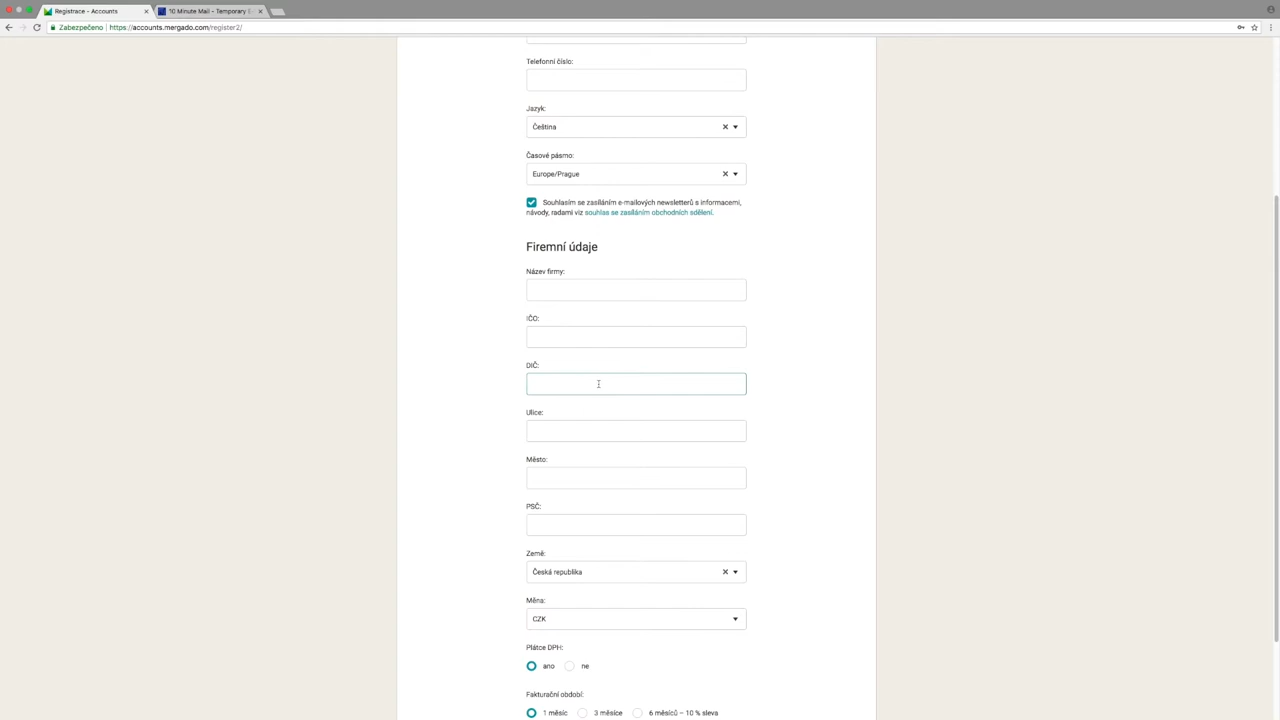 Registrace - Accounts
10 Minute Mail - Temporary E
Zabezpečeno
https://accounts.mergado.com/register2/
Telefonní číslo:
Jazyk:
Čeština
Časové pásmo:
Europe/Prague
Souhlasím se zasíláním e-mailových newsletterů s informacemi,
návody, radami viz souhlas se zasíláním obchodních sdělení.
Firemní údaje
Název firmy:
IČO:
DIČ:
Ulice:
Město:
PSČ:
Země:
Česká republika
Měna:
CZK
Plátce DPH:
ano ne
Fakturační období:
1 měsíc 3 měsíce 6 měsíců – 10 % sleva